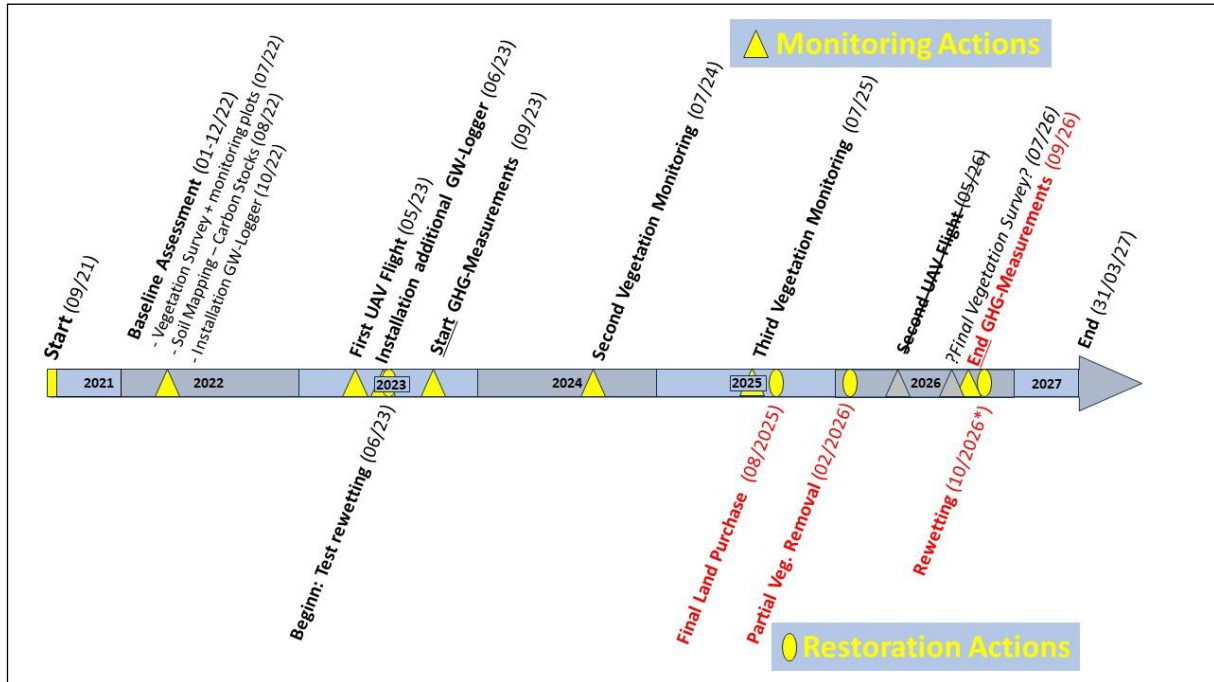 Monitoring Actions
Start (09/21)
Baseline Assessment (01-12/22)
- Vegetation Survey + monitoring plots (07/22)
- Soil Mapping – Carbon Stocks (08/22)
- Installation GW-Logger (10/22)
First UAV Flight (05/23)
Installation additional GW-Logger (06/23)
Start GHG-Measurements (09/23)
Second Vegetation Monitoring (07/24)
Third Vegetation Monitoring (07/25)
Second UAV Flight (05/26)
?Final Vegetation Survey? (07/26)
End GHG-Measurements (09/26)
End (31/03/27)
2021 2022 2023 2024 2025 2026 2027
Beginn: Test rewetting (06/23)
Final Land Purchase (08/2025)
Partial Veg. Removal (02/2026)
Rewetting (10/2026*)
Restoration Actions